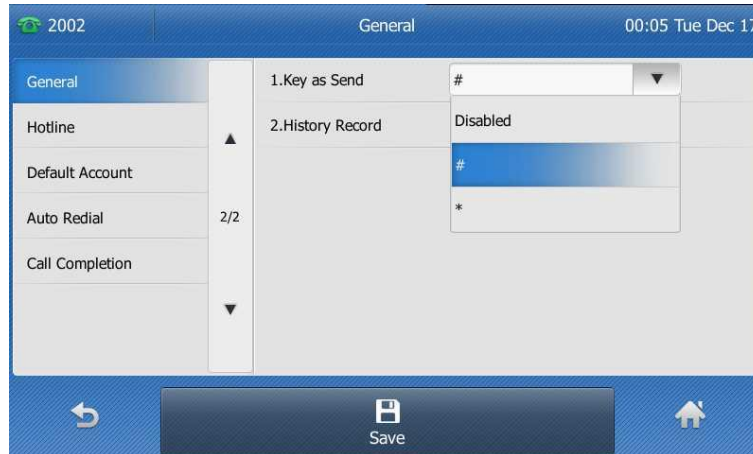 2002 General 00:05 Tue Dec 17
General
Hotline
Default Account
Auto Redial
Call Completion
2/2
1.Key as Send #
2.History Record
Disabled
#
*
Save